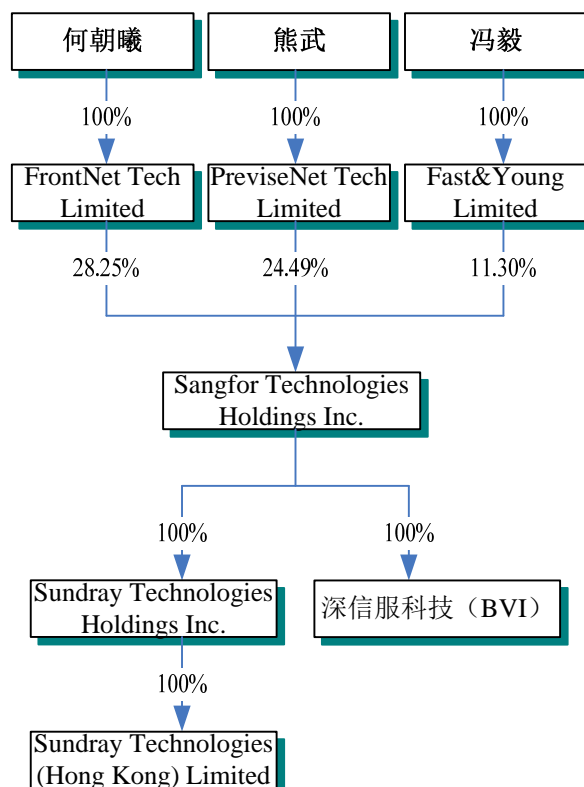 何朝曦
熊武
冯毅
100%
100%
100%
FrontNet Tech
Limited
PreviseNet Tech
Limited
Fast&Young
Limited
28.25%
24.49%
11.30%
Sangfor Technologies
Holdings Inc.
100%
100%
Sundray Technologies
Holdings Inc.
深信服科技（BVI）
100%
Sundray Technologies
(Hong Kong) Limited